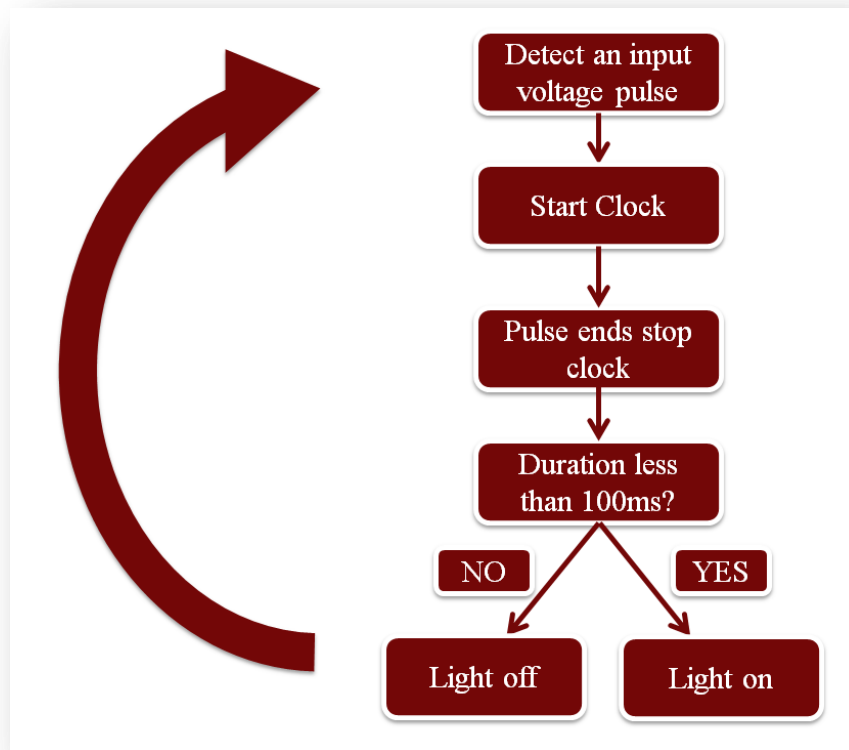 Detect an input
voltage pulse
Start Clock
Pulse ends stop
clock
Duration less
than 100ms?
NO
YES
Light off
Light on